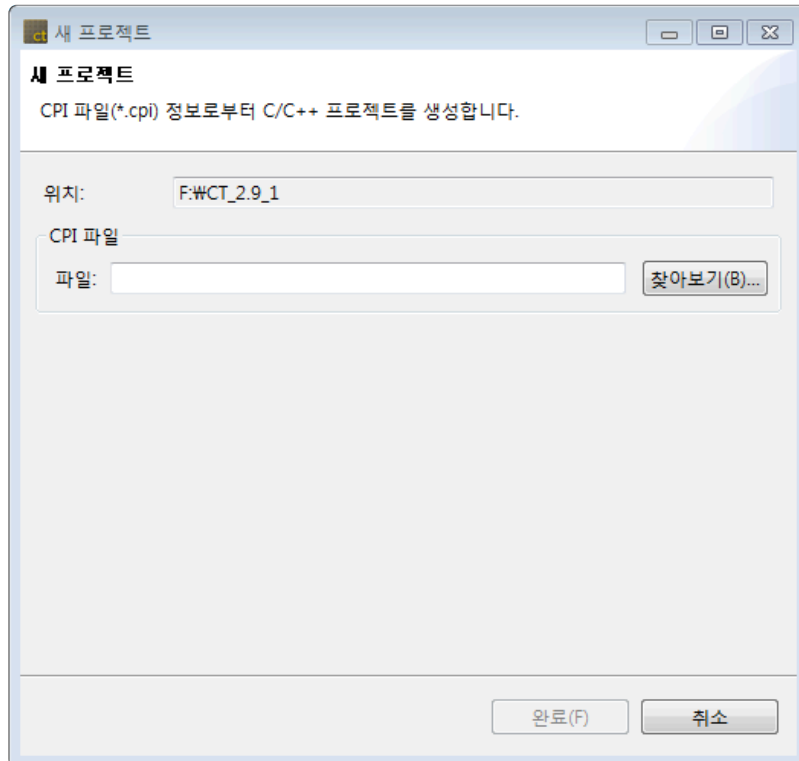 ct 새 프로젝트
새 프로젝트
CPI 파일(*.cpi) 정보로부터 C/C++ 프로젝트를 생성합니다.
위치: F:₩CT_2.9_1
CPI 파일
파일: 찾아보기(B)...
완료(F) 취소